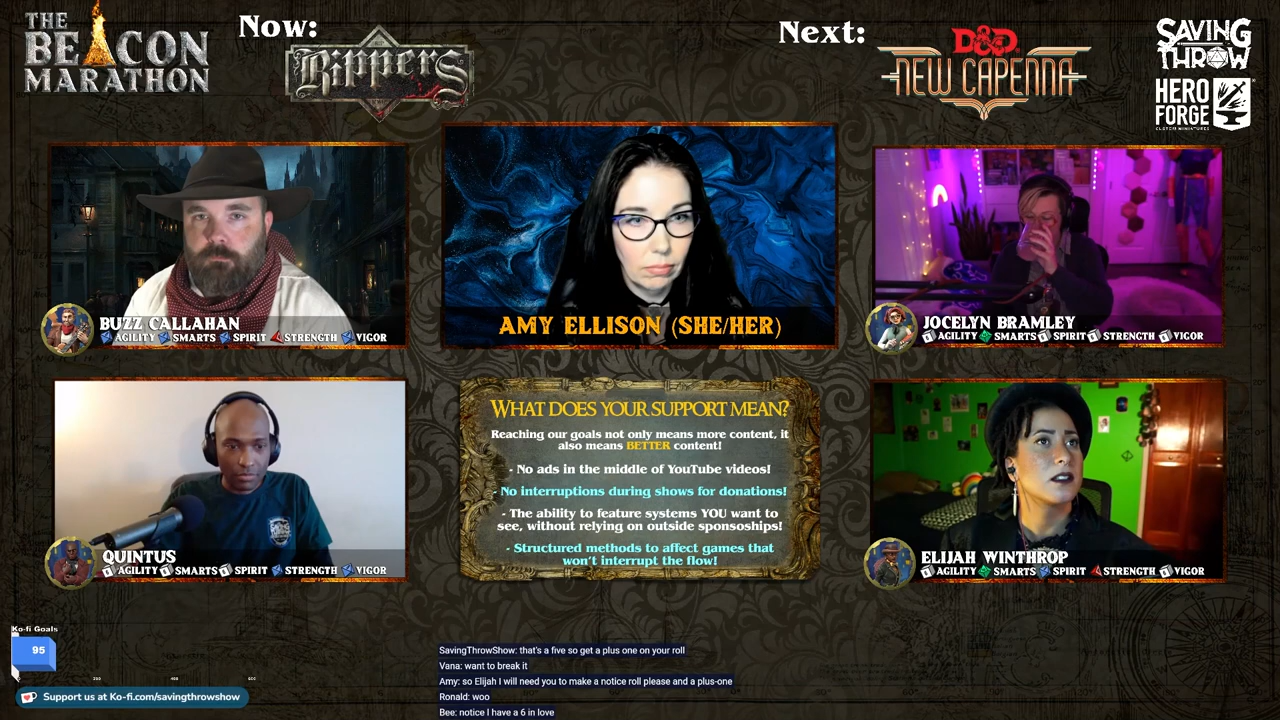 THE BEACON MARATHON
Now:
Rippers
Next:
D&D
NEW CAPENNA
SAVING THROW
HERO FORGE
CUSTOM MINIATURES
BUZZ CALLAHAN
AGILITY SMARTS SPIRIT STRENGTH VIGOR
AMY ELLISON (SHE/HER)
JOCELYN BRAMLEY
AGILITY SMARTS SPIRIT STRENGTH VIGOR
QUINTUS
AGILITY SMARTS SPIRIT STRENGTH VIGOR
WHAT DOES YOUR SUPPORT MEAN?
Reaching our goals not only means more content, it
also means BETTER content!
- No ads in the middle of YouTube videos!
- No interruptions during shows for donations!
- The ability to feature systems YOU want to
see, without relying on outside sponsoships!
- Structured methods to affect games that
won't interrupt the flow!
ELIJAH WINTHROP
AGILITY SMARTS SPIRIT STRENGTH VIGOR
Ko-fi Goals
95
Support us at Ko-fi.com/savingthrowshow
SavingThrowShow: that's a five so get a plus one on your roll
Vana: want to break it
Amy: so Elijah I will need you to make a notice roll please and a plus-one
Ronald: woo
Bee: notice I have a 6 in love